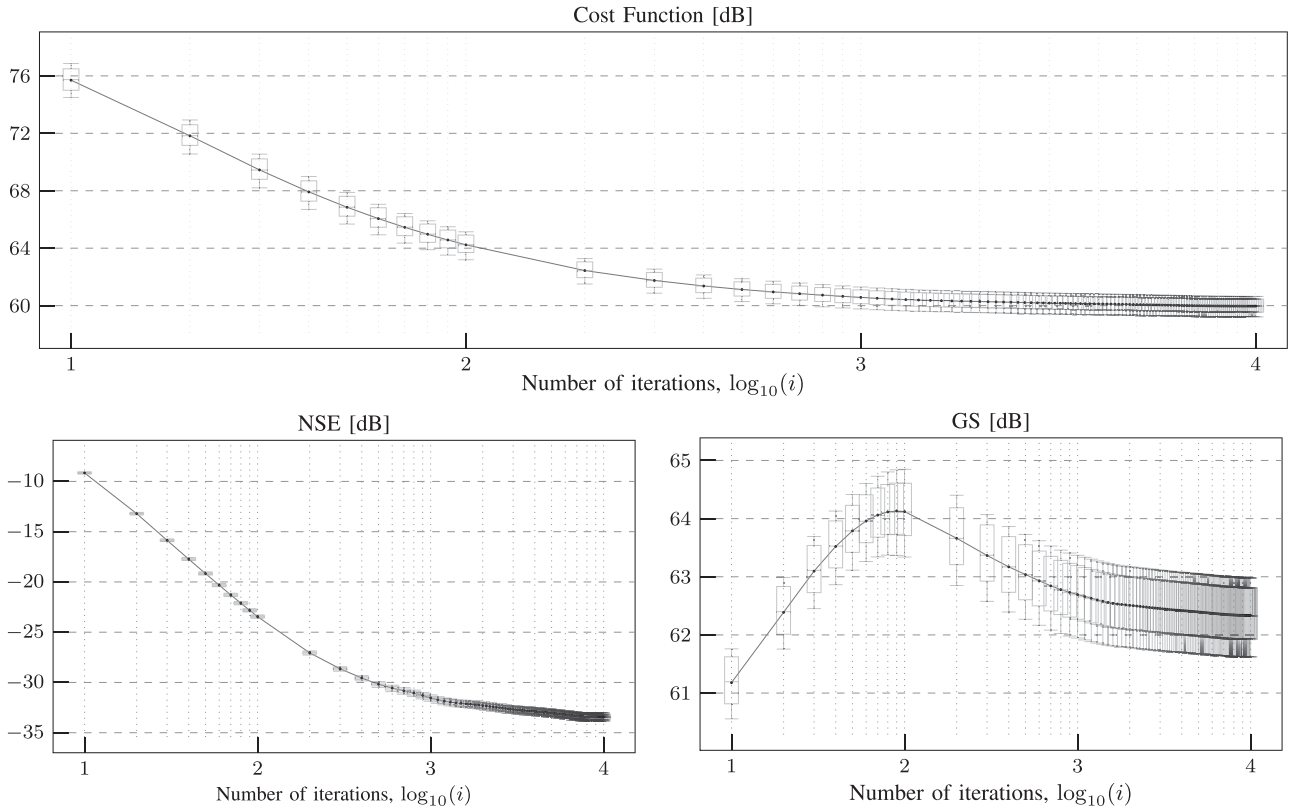 Cost Function [dB]
76
72
68
64
60
1 2 3 4
Number of iterations, log₁₀(i)
NSE [dB]
−10
−15
−20
−25
−30
−35
1 2 3 4
Number of iterations, log₁₀(i)
GS [dB]
65
64
63
62
61
1 2 3 4
Number of iterations, log₁₀(i)